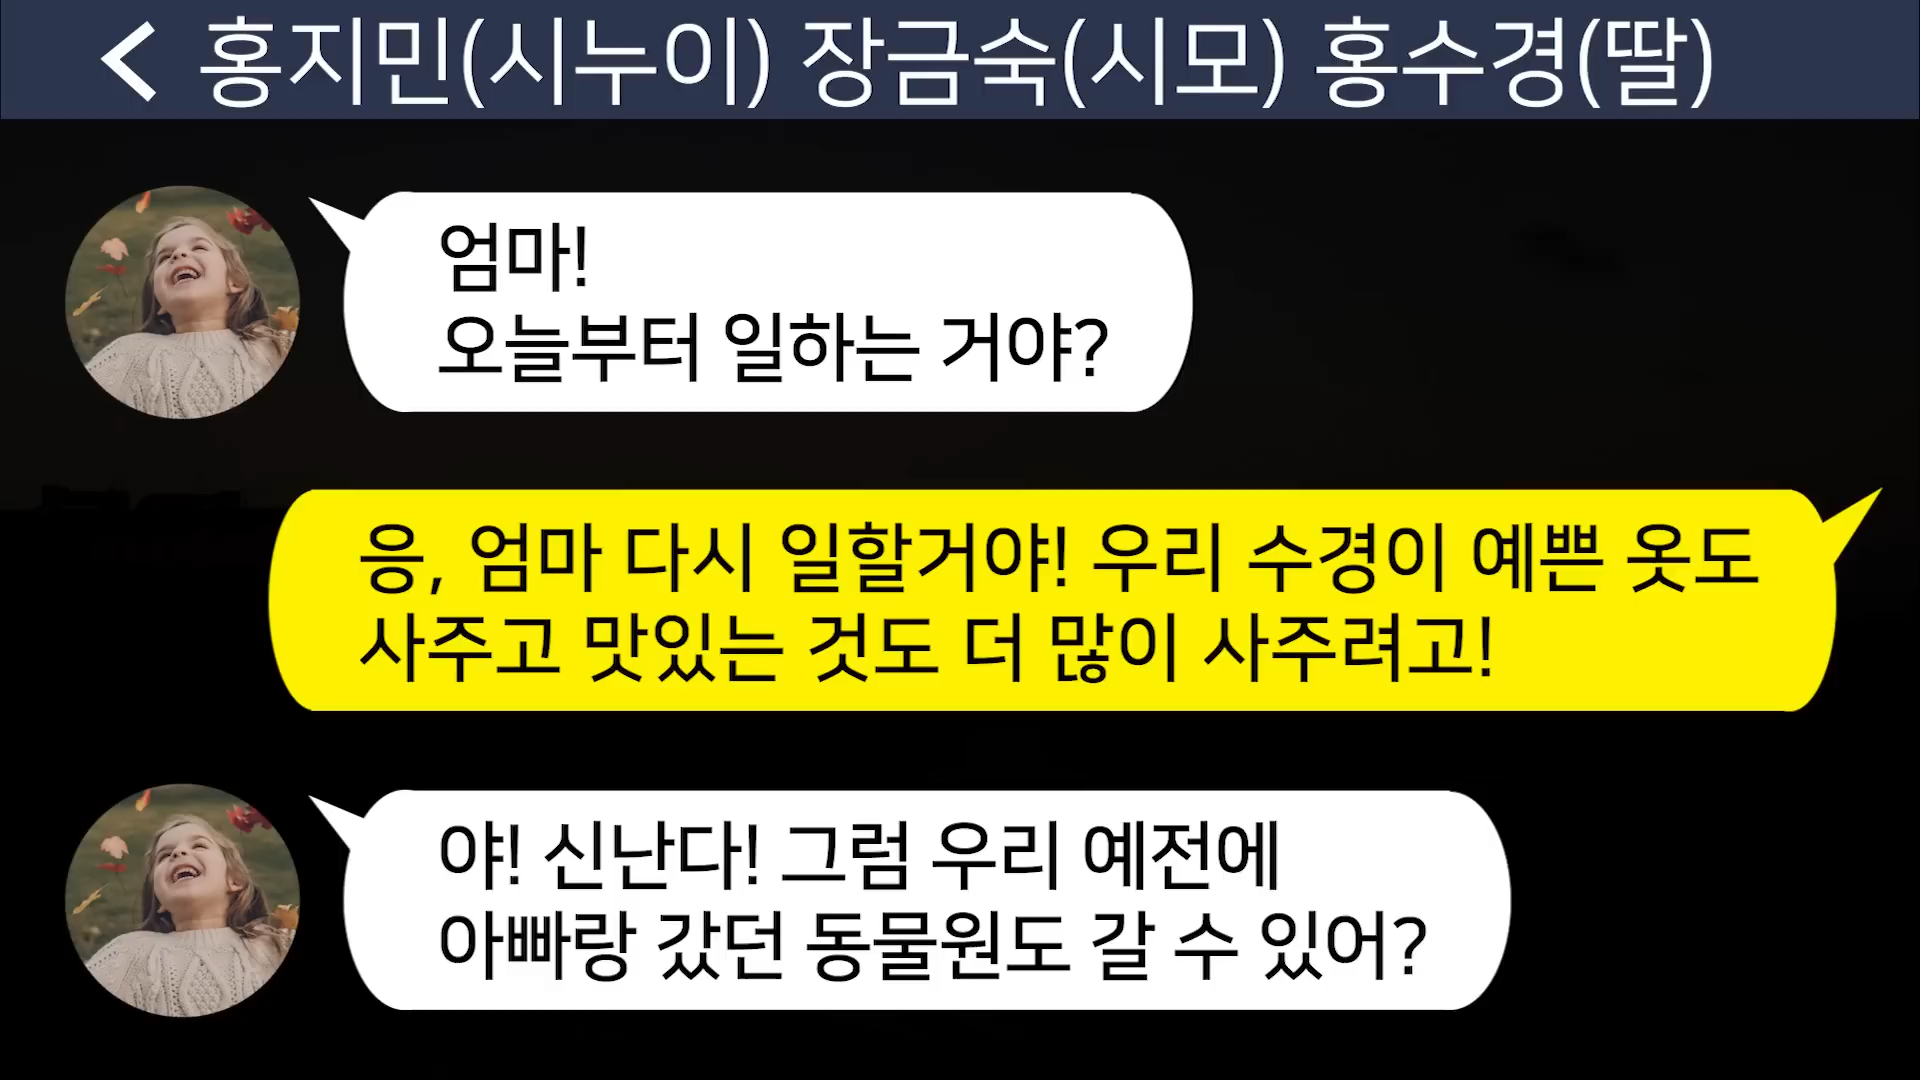 홍지민(시누이) 장금숙(시모) 홍수경(딸)
엄마!
오늘부터 일하는 거야?
응, 엄마 다시 일할거야! 우리 수경이 예쁜 옷도
사주고 맛있는 것도 더 많이 사주려고!
야! 신난다! 그럼 우리 예전에
아빠랑 갔던 동물원도 갈 수 있어?